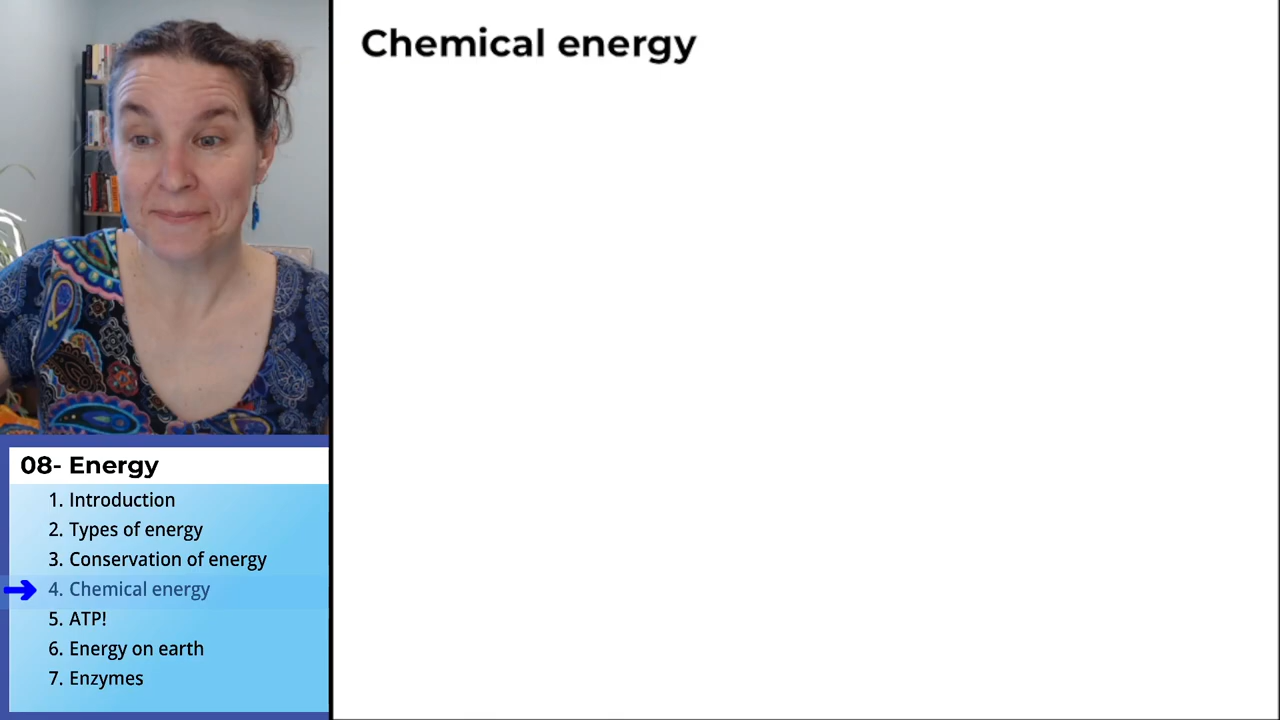 Chemical energy
08- Energy
1. Introduction
2. Types of energy
3. Conservation of energy
4. Chemical energy
5. ATP!
6. Energy on earth
7. Enzymes